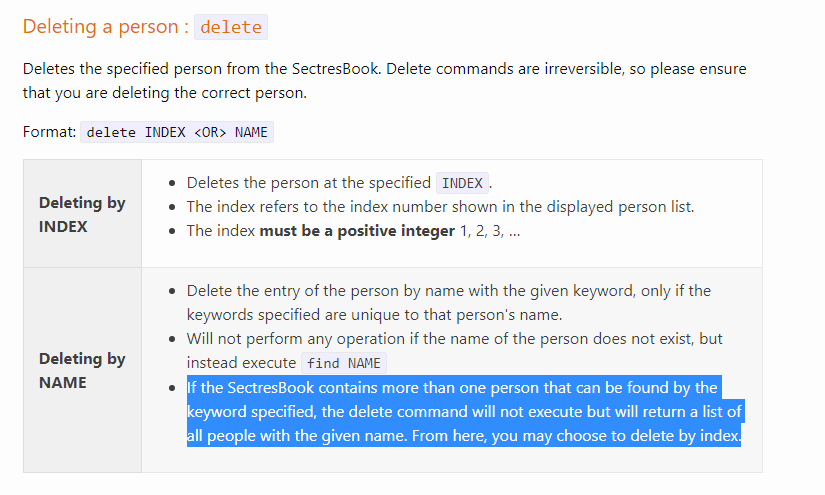 Deleting a person : delete
Deletes the specified person from the SectresBook. Delete commands are irreversible, so please ensure
that you are deleting the correct person.
Format: delete INDEX <OR> NAME
Deleting by
INDEX
• Deletes the person at the specified INDEX.
• The index refers to the index number shown in the displayed person list.
• The index must be a positive integer 1, 2, 3, …
Deleting by
NAME
• Delete the entry of the person by name with the given keyword, only if the
keywords specified are unique to that person's name.
• Will not perform any operation if the name of the person does not exist, but
instead execute find NAME
• If the SectresBook contains more than one person that can be found by the
keyword specified, the delete command will not execute but will return a list of
all people with the given name. From here, you may choose to delete by index.